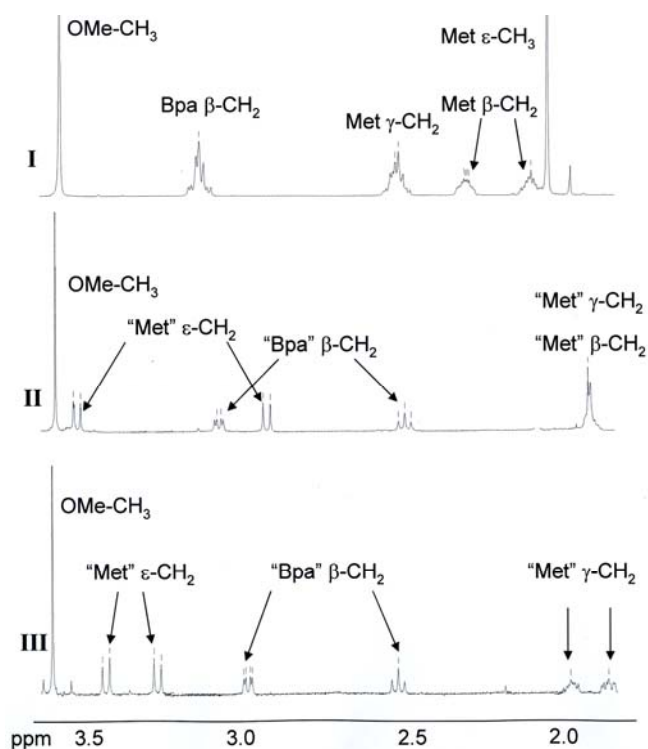 OMe-CH3
Met ε-CH3
Bpa β-CH2
Met γ-CH2
Met β-CH2
I
OMe-CH3
"Met" ε-CH2
"Bpa" β-CH2
"Met" γ-CH2
"Met" β-CH2
II
OMe-CH3
"Met" ε-CH2
"Bpa" β-CH2
"Met" γ-CH2
III
ppm 3.5 3.0 2.5 2.0